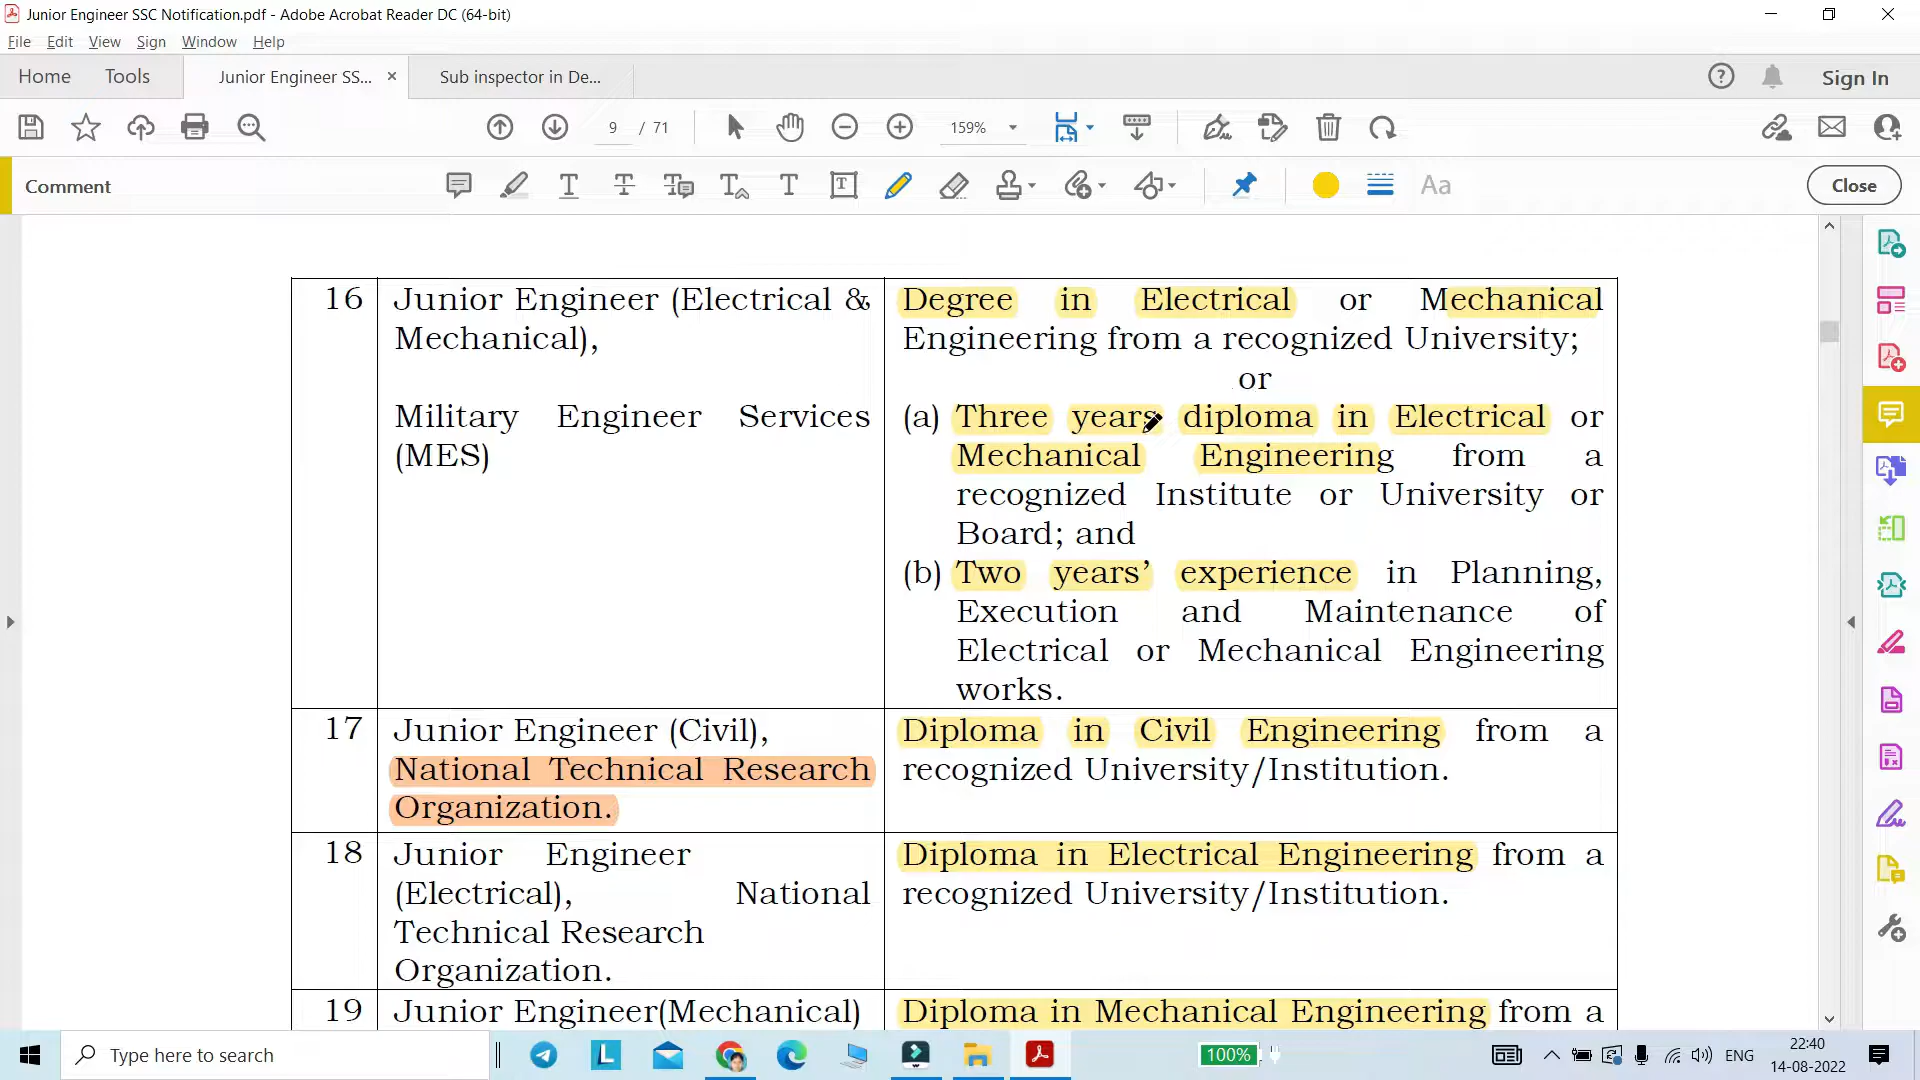 Junior Engineer SSC Notification.pdf - Adobe Acrobat Reader DC (64-bit)
File Edit View Sign Window Help
Home Tools Junior Engineer SS... × Sub inspector in De... Sign In
9 / 71 159%
Comment Aa Close
16 Junior Engineer (Electrical & Mechanical),
Military Engineer Services (MES)
Degree in Electrical or Mechanical
Engineering from a recognized University;
or
(a) Three years diploma in Electrical or
Mechanical Engineering from a
recognized Institute or University or
Board; and
(b) Two years’ experience in Planning,
Execution and Maintenance of
Electrical or Mechanical Engineering
works.
17 Junior Engineer (Civil),
National Technical Research
Organization.
Diploma in Civil Engineering from a
recognized University/Institution.
18 Junior Engineer
(Electrical), National
Technical Research
Organization.
Diploma in Electrical Engineering from a
recognized University/Institution.
19 Junior Engineer(Mechanical)
Diploma in Mechanical Engineering from a
Type here to search
L
100%
ENG
22:40
14-08-2022